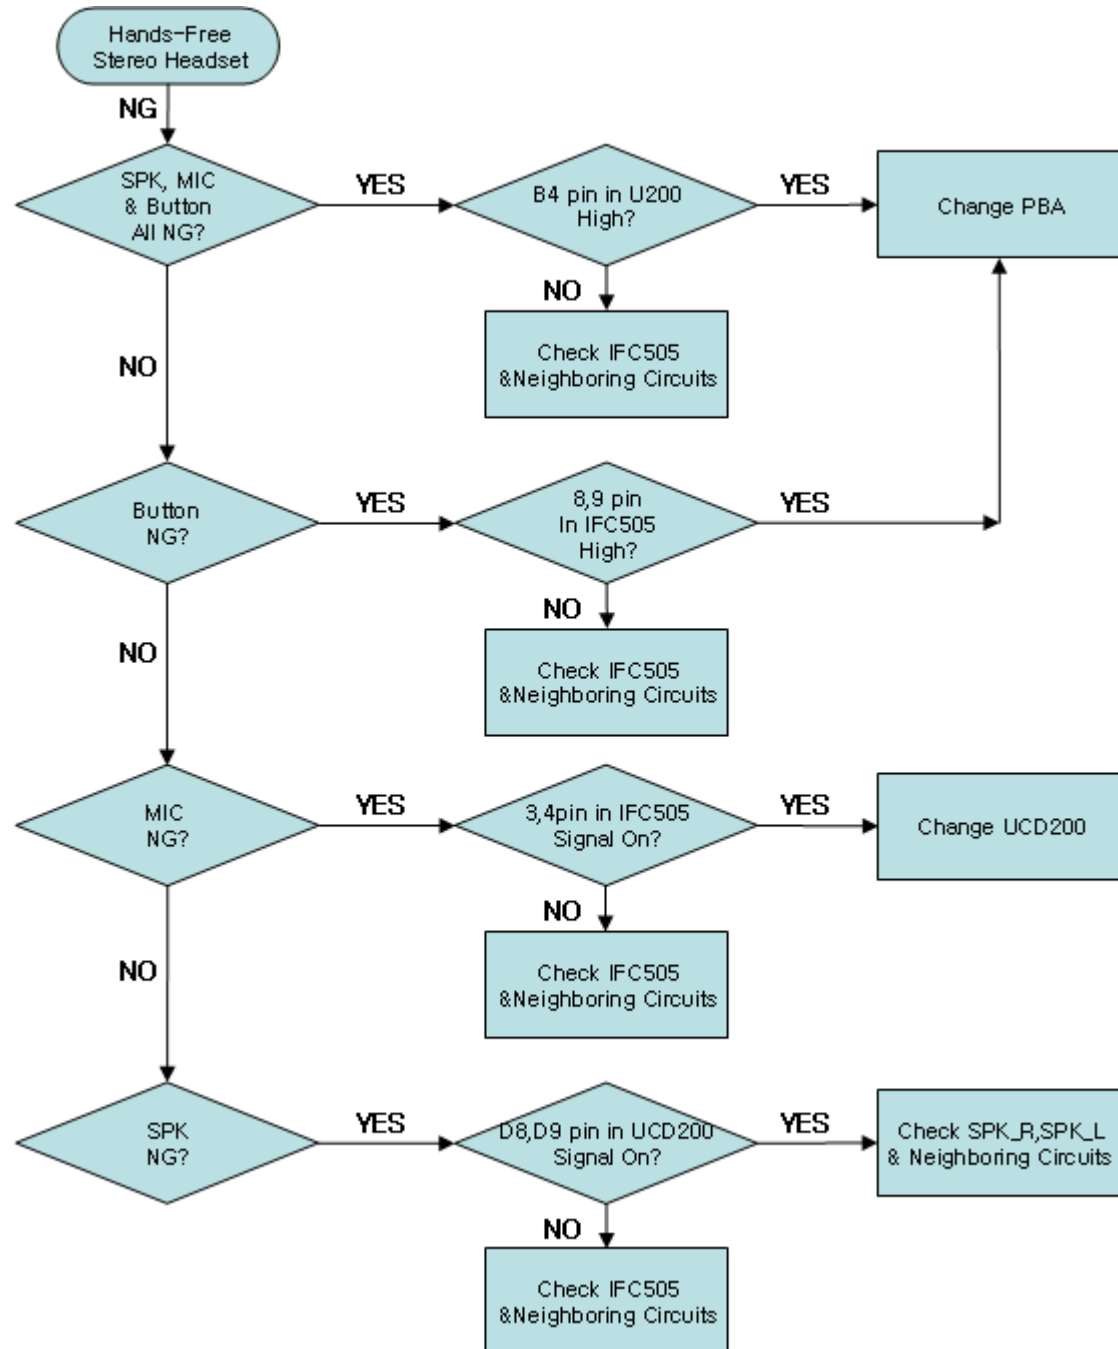 Hands-Free
Stereo Headset
NG
SPK, MIC
& Button
All NG?
YES
B4 pin in U200
High?
YES
Change PBA
NO
Check IFC505
&Neighboring Circuits
NO
Button
NG?
YES
8,9 pin
In IFC505
High?
YES
NO
Check IFC505
&Neighboring Circuits
NO
MIC
NG?
YES
3,4pin in IFC505
Signal On?
YES
Change UCD200
NO
Check IFC505
&Neighboring Circuits
NO
SPK
NG?
YES
D8,D9 pin in UCD200
Signal On?
YES
Check SPK_R,SPK_L
& Neighboring Circuits
NO
Check IFC505
&Neighboring Circuits